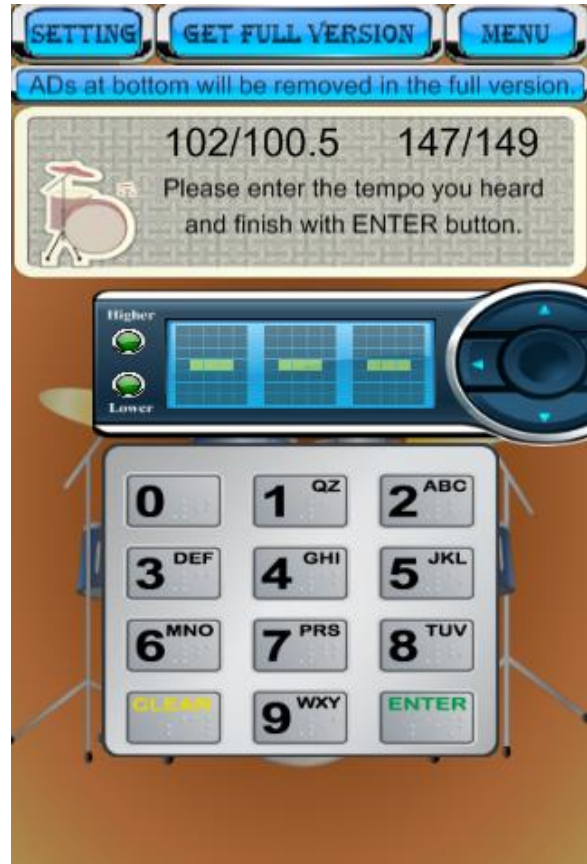 SETTING GET FULL VERSION MENU
ADs at bottom will be removed in the full version.
102/100.5 147/149
Please enter the tempo you heard
and finish with ENTER button.
Higher
Lower
0 1 QZ 2 ABC
3 DEF 4 GHI 5 JKL
6 MNO 7 PRS 8 TUV
CLEAR 9 WXY ENTER